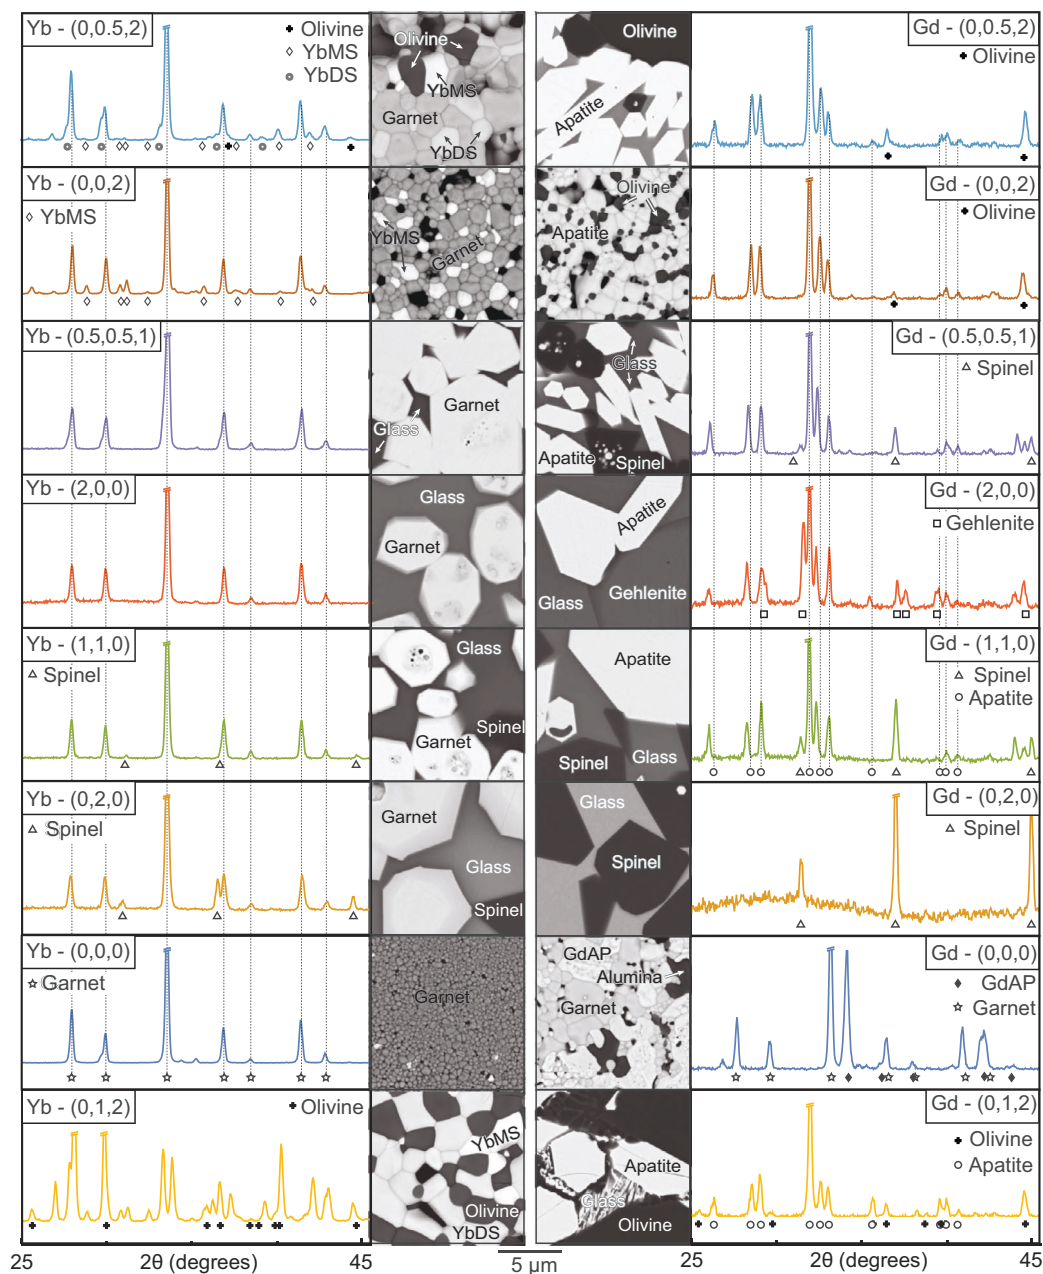 Yb - (0,0.5,2)
Olivine
YbMS
YbDS
Olivine
YbMS
Garnet
YbDS
Olivine
Apatite
Gd - (0,0.5,2)
Olivine
Yb - (0,0,2)
YbMS
YbMS
Garnet
Olivine
Apatite
Gd - (0,0,2)
Olivine
Yb - (0.5,0.5,1)
Garnet
Glass
Glass
Apatite
Spinel
Gd - (0.5,0.5,1)
Spinel
Yb - (2,0,0)
Glass
Garnet
Apatite
Glass
Gehlenite
Gd - (2,0,0)
Gehlenite
Yb - (1,1,0)
Spinel
Glass
Spinel
Garnet
Apatite
Spinel
Glass
Gd - (1,1,0)
Spinel
Apatite
Yb - (0,2,0)
Spinel
Garnet
Glass
Spinel
Glass
Spinel
Gd - (0,2,0)
Spinel
Yb - (0,0,0)
Garnet
Garnet
GdAP
Alumina
Garnet
Gd - (0,0,0)
GdAP
Garnet
Yb - (0,1,2)
Olivine
YbMS
Olivine
YbDS
Apatite
Glass
Olivine
Gd - (0,1,2)
Olivine
Apatite
25
2θ (degrees)
45
5 µm
25
2θ (degrees)
45